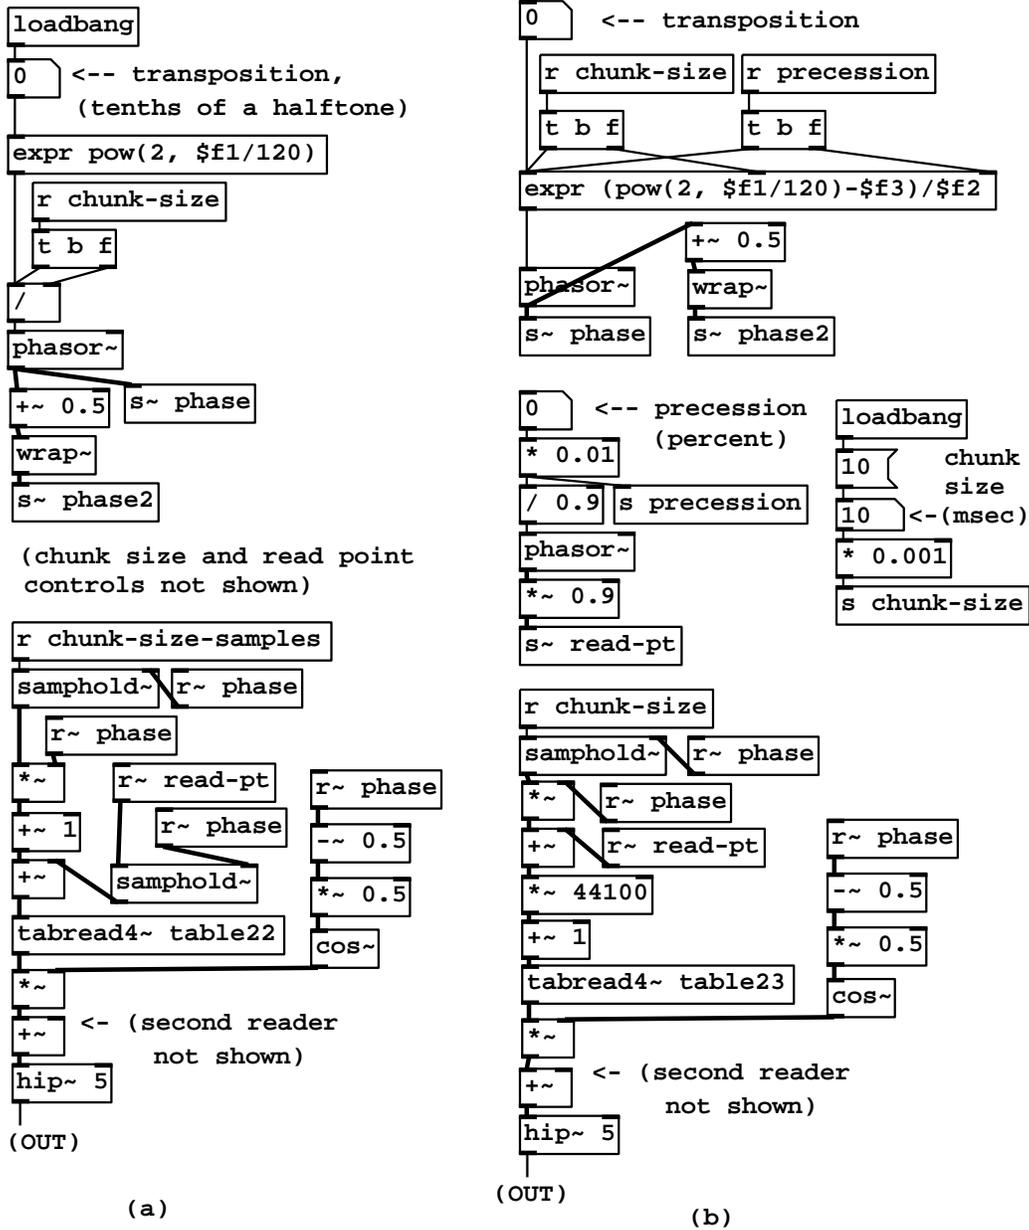 loadbang
0
<-- transposition,
(tenths of a halftone)
expr pow(2, $f1/120)
r chunk-size
t b f
/
phasor~
+~ 0.5
s~ phase
wrap~
s~ phase2
(chunk size and read point
controls not shown)
r chunk-size-samples
samphold~
r~ phase
r~ phase
*~
r~ read-pt
r~ phase
+~ 1
r~ phase
-~ 0.5
+~
samphold~
*~ 0.5
tabread4~ table22
cos~
*~
+~
<- (second reader
not shown)
hip~ 5
(OUT)
(a)
0
<-- transposition
r chunk-size
r precession
t b f
t b f
expr (pow(2, $f1/120)-$f3)/$f2
+~ 0.5
phasor~
wrap~
s~ phase
s~ phase2
0
<-- precession
(percent)
loadbang
* 0.01
10
chunk
size
/ 0.9
s precession
10
<-(msec)
phasor~
* 0.001
*~ 0.9
s chunk-size
s~ read-pt
r chunk-size
samphold~
r~ phase
*~
r~ phase
+~
r~ read-pt
r~ phase
*~ 44100
-~ 0.5
+~ 1
*~ 0.5
tabread4~ table23
cos~
*~
+~
<- (second reader
not shown)
hip~ 5
(OUT)
(b)